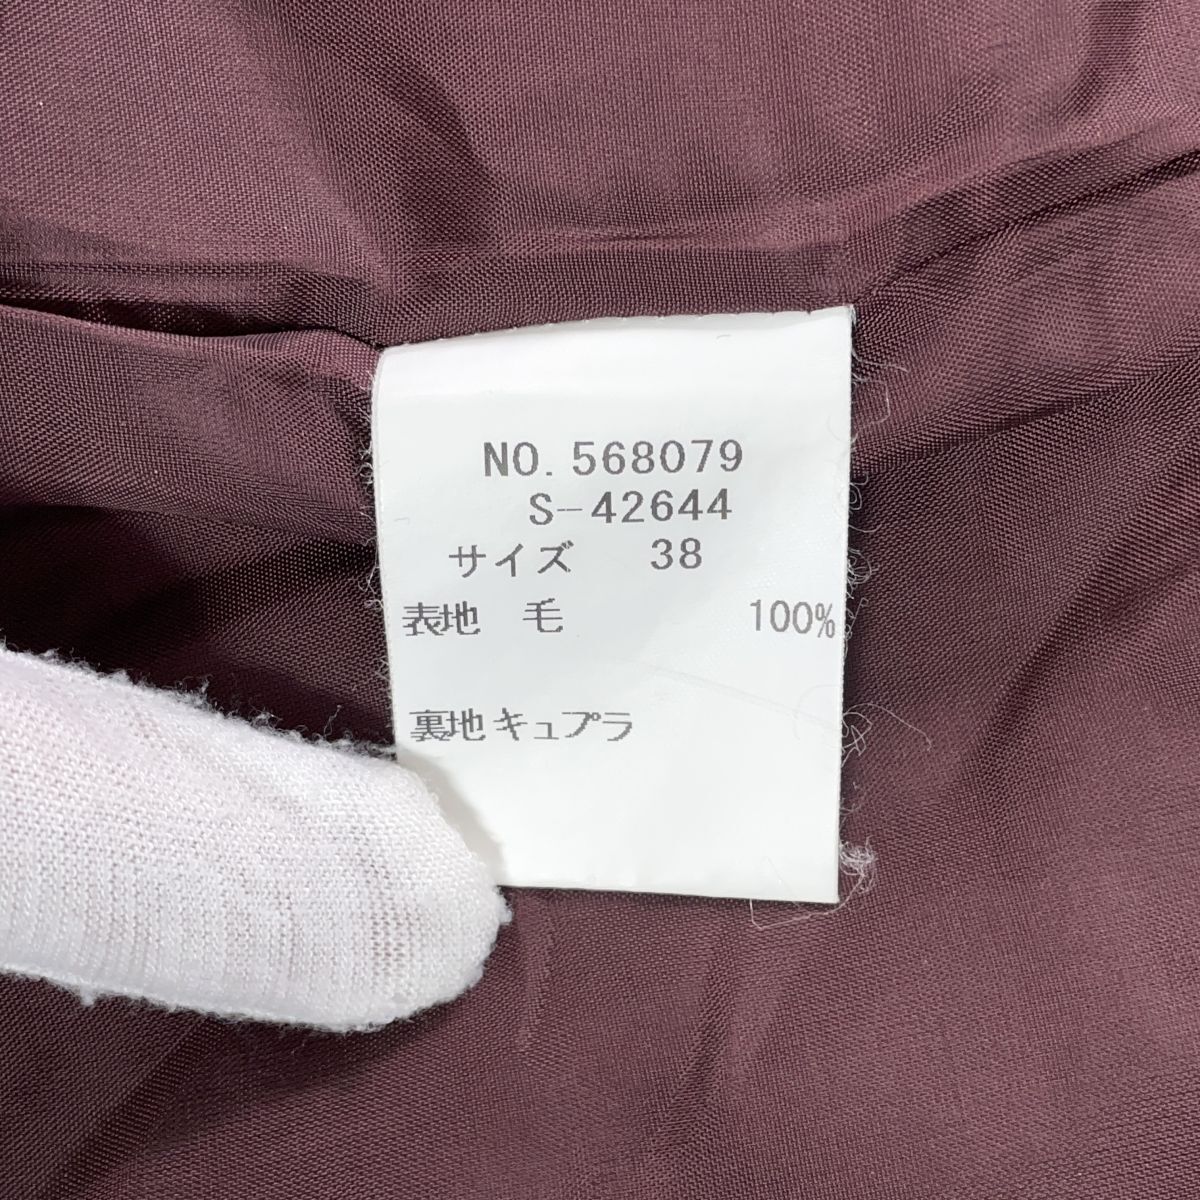 NO. 568079
S-42644
サイズ 38
表地 毛 100%
裏地 キュプラ